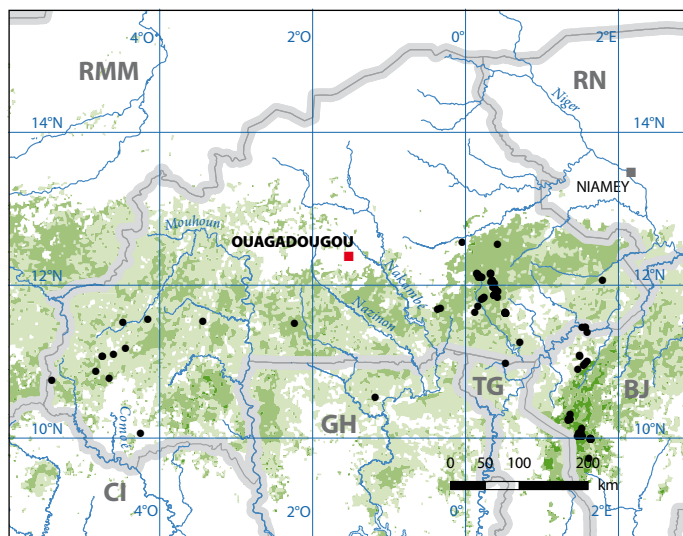 4°O 2°O 0° 2°E
RMM RN
Niger
14°N 14°N
NIAMEY
Mouhoun
OUAGADOUGOU
Nakambe
12°N 12°N
Nazinon
TG BJ
GH
Comoé
10°N 10°N
0 50 100 200
km
CI
4°O 2°O 0° 2°E